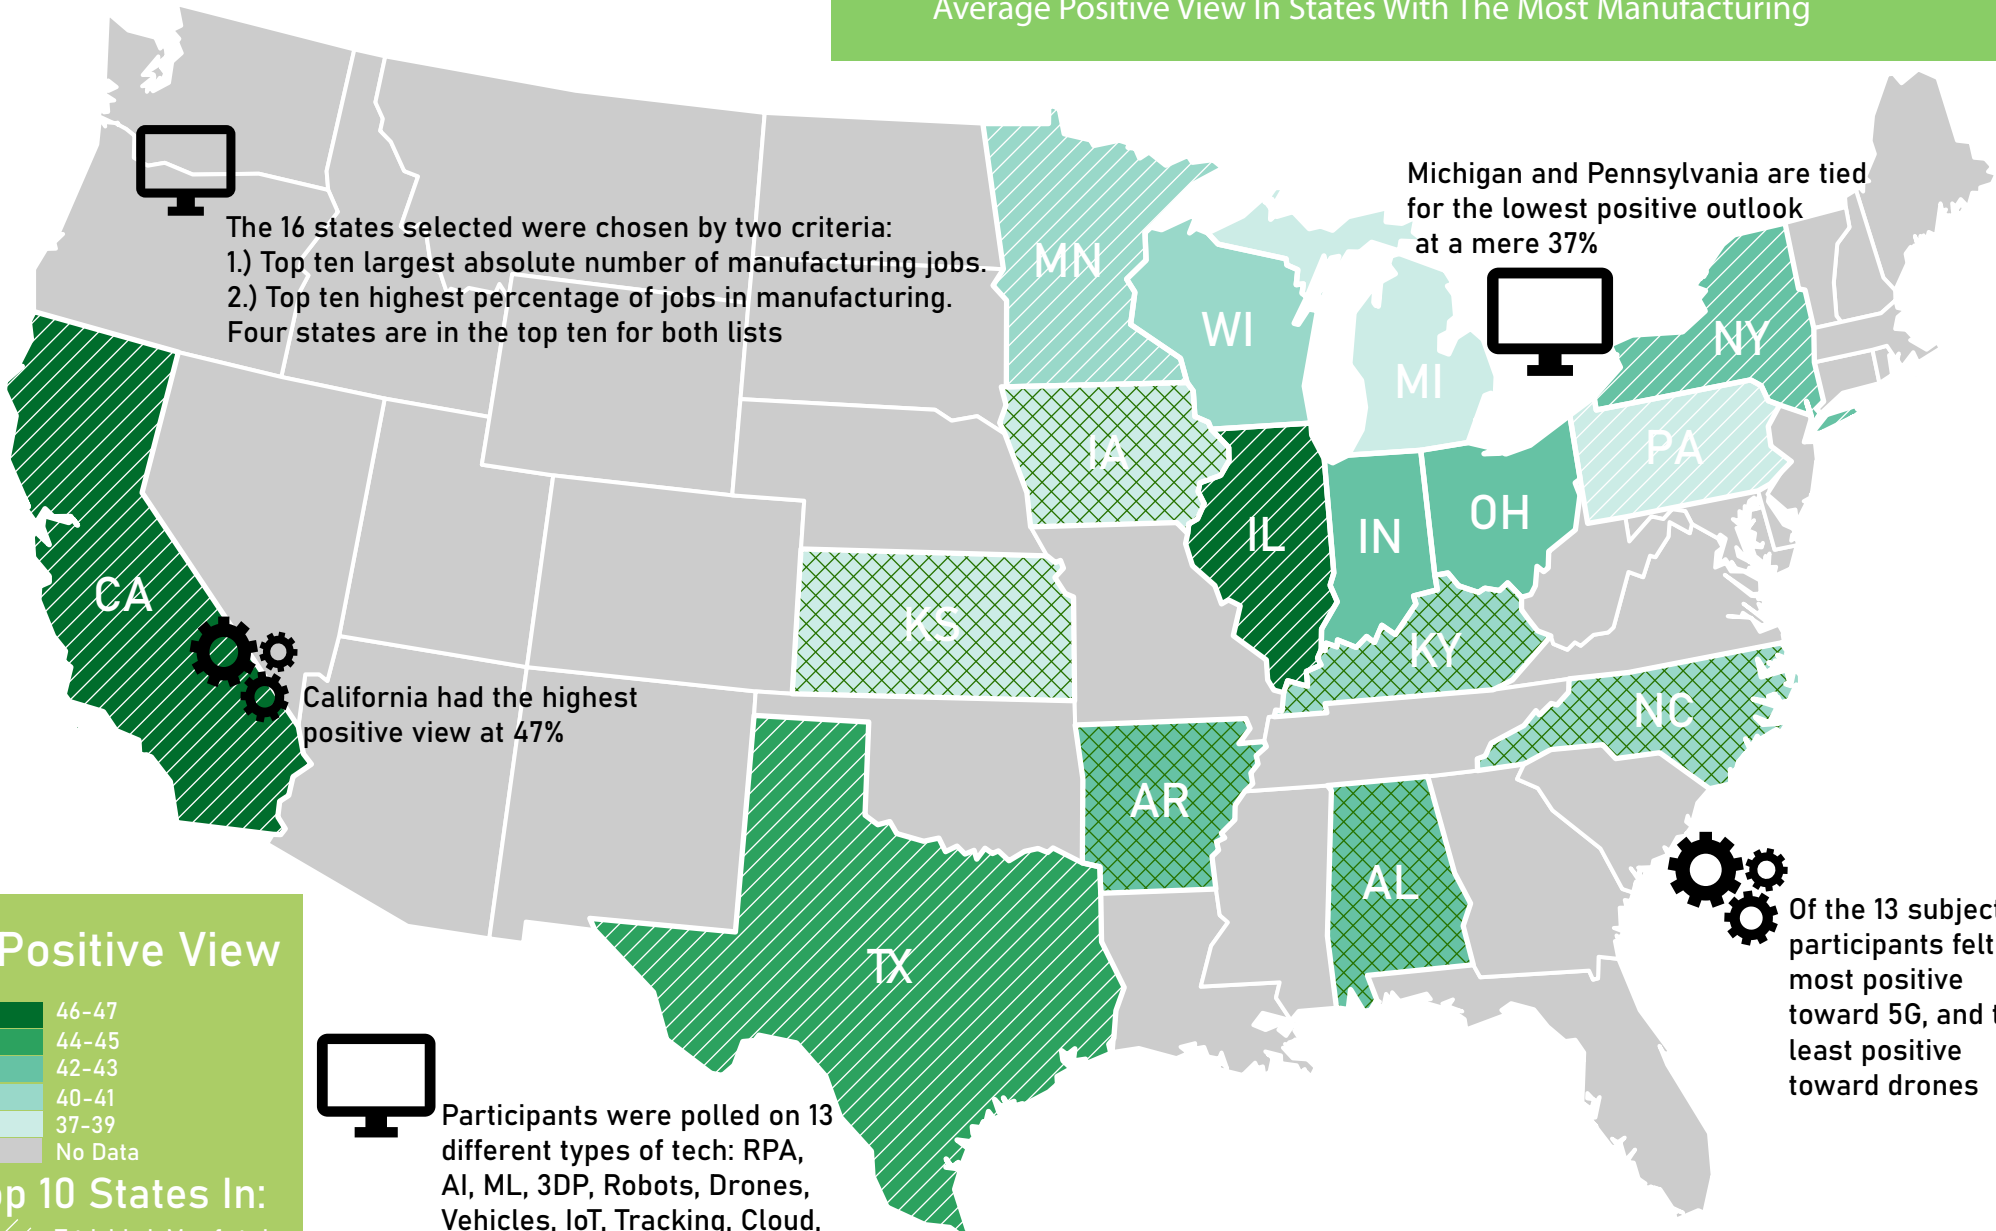 Average Positive View In States With The Most Manufacturing
Michigan and Pennsylvania are tied
for the lowest positive outlook
at a mere 37%
The 16 states selected were chosen by two criteria:
1.) Top ten largest absolute number of manufacturing jobs.
2.) Top ten highest percentage of jobs in manufacturing.
Four states are in the top ten for both lists
MN
WI
MI
NY
IA
PA
IL
IN
OH
CA
KS
KY
NC
California had the highest
positive view at 47%
AR
AL
TX
Of the 13 subject
participants felt
most positive
toward 5G, and t
least positive
toward drones
Positive View
46-47
44-45
42-43
40-41
37-39
No Data
p 10 States In:
Participants were polled on 13
different types of tech: RPA,
AI, ML, 3DP, Robots, Drones,
Vehicles, IoT, Tracking, Cloud,